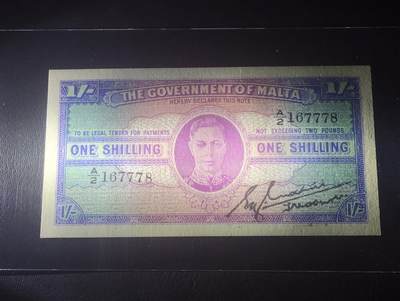 1/- THE GOVERNMENT OF MALTA 1/-
HEREBY DECLARES THIS NOTE
A/2 167778
TO BE LEGAL TENDER FOR PAYMENTS NOT EXCEEDING TWO POUNDS
ONE SHILLING ONE SHILLING
A/2 167778
1/- Treasurer 1/-